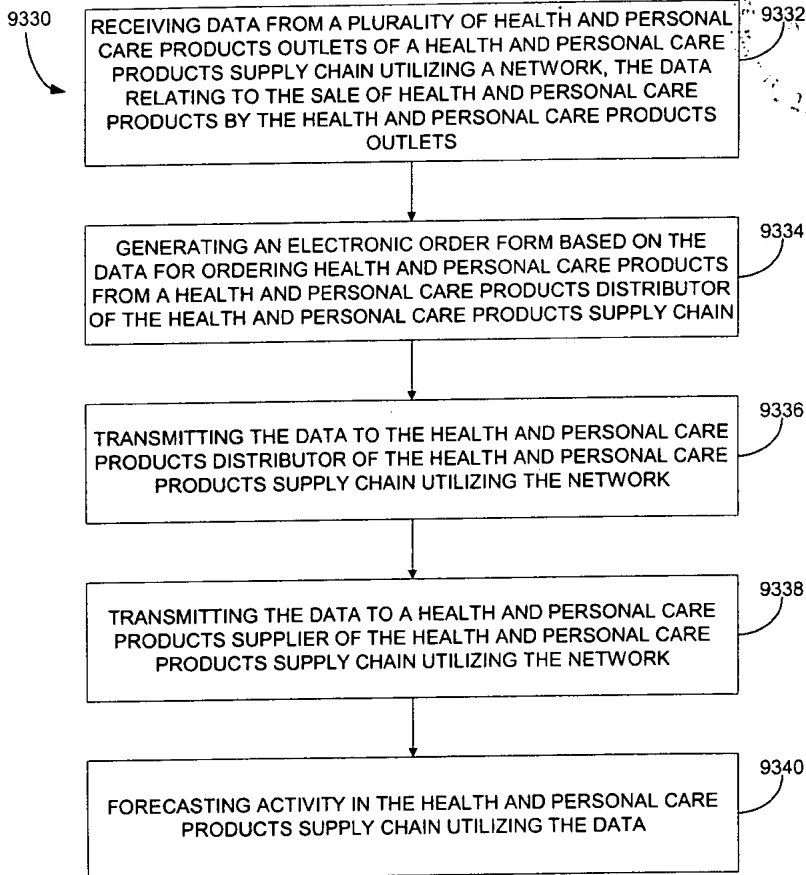 9330
9332
RECEIVING DATA FROM A PLURALITY OF HEALTH AND PERSONAL
CARE PRODUCTS OUTLETS OF A HEALTH AND PERSONAL CARE
PRODUCTS SUPPLY CHAIN UTILIZING A NETWORK, THE DATA
RELATING TO THE SALE OF HEALTH AND PERSONAL CARE
PRODUCTS BY THE HEALTH AND PERSONAL CARE PRODUCTS
OUTLETS
9334
GENERATING AN ELECTRONIC ORDER FORM BASED ON THE
DATA FOR ORDERING HEALTH AND PERSONAL CARE PRODUCTS
FROM A HEALTH AND PERSONAL CARE PRODUCTS DISTRIBUTOR
OF THE HEALTH AND PERSONAL CARE PRODUCTS SUPPLY CHAIN
9336
TRANSMITTING THE DATA TO THE HEALTH AND PERSONAL CARE
PRODUCTS DISTRIBUTOR OF THE HEALTH AND PERSONAL CARE
PRODUCTS SUPPLY CHAIN UTILIZING THE NETWORK
9338
TRANSMITTING THE DATA TO A HEALTH AND PERSONAL CARE
PRODUCTS SUPPLIER OF THE HEALTH AND PERSONAL CARE
PRODUCTS SUPPLY CHAIN UTILIZING THE NETWORK
9340
FORECASTING ACTIVITY IN THE HEALTH AND PERSONAL CARE
PRODUCTS SUPPLY CHAIN UTILIZING THE DATA